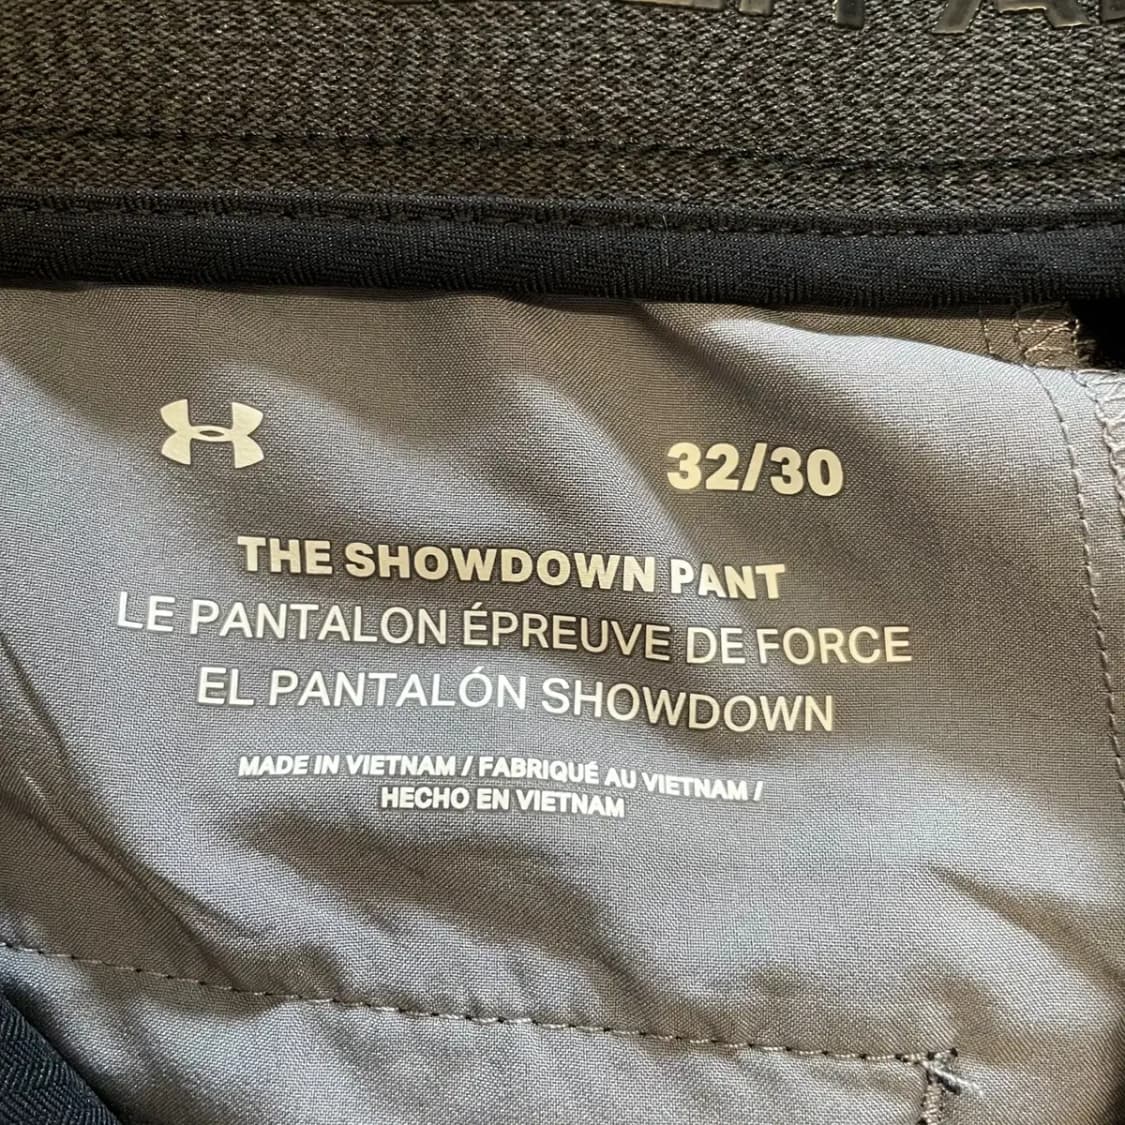 32/30
THE SHOWDOWN PANT
LE PANTALON ÉPREUVE DE FORCE
EL PANTALÓN SHOWDOWN
MADE IN VIETNAM / FABRIQUÉ AU VIETNAM /
HECHO EN VIETNAM